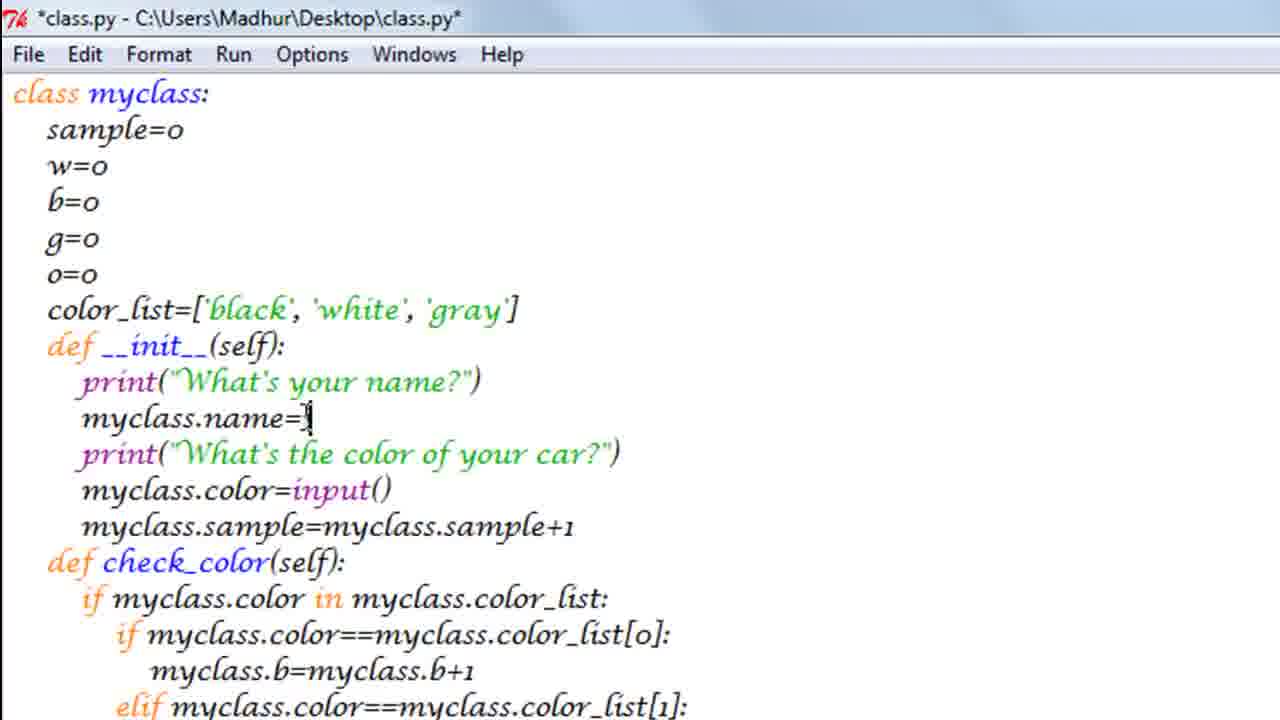 *class.py - C:\Users\Madhur\Desktop\class.py*
File Edit Format Run Options Windows Help
class myclass:
sample=0
w=0
b=0
g=0
o=0
color_list=['black', 'white', 'gray']
def __init__(self):
print("What's your name?")
myclass.name=
print("What's the color of your car?")
myclass.color=input()
myclass.sample=myclass.sample+1
def check_color(self):
if myclass.color in myclass.color_list:
if myclass.color==myclass.color_list[0]:
myclass.b=myclass.b+1
elif myclass.color==myclass.color_list[1]: